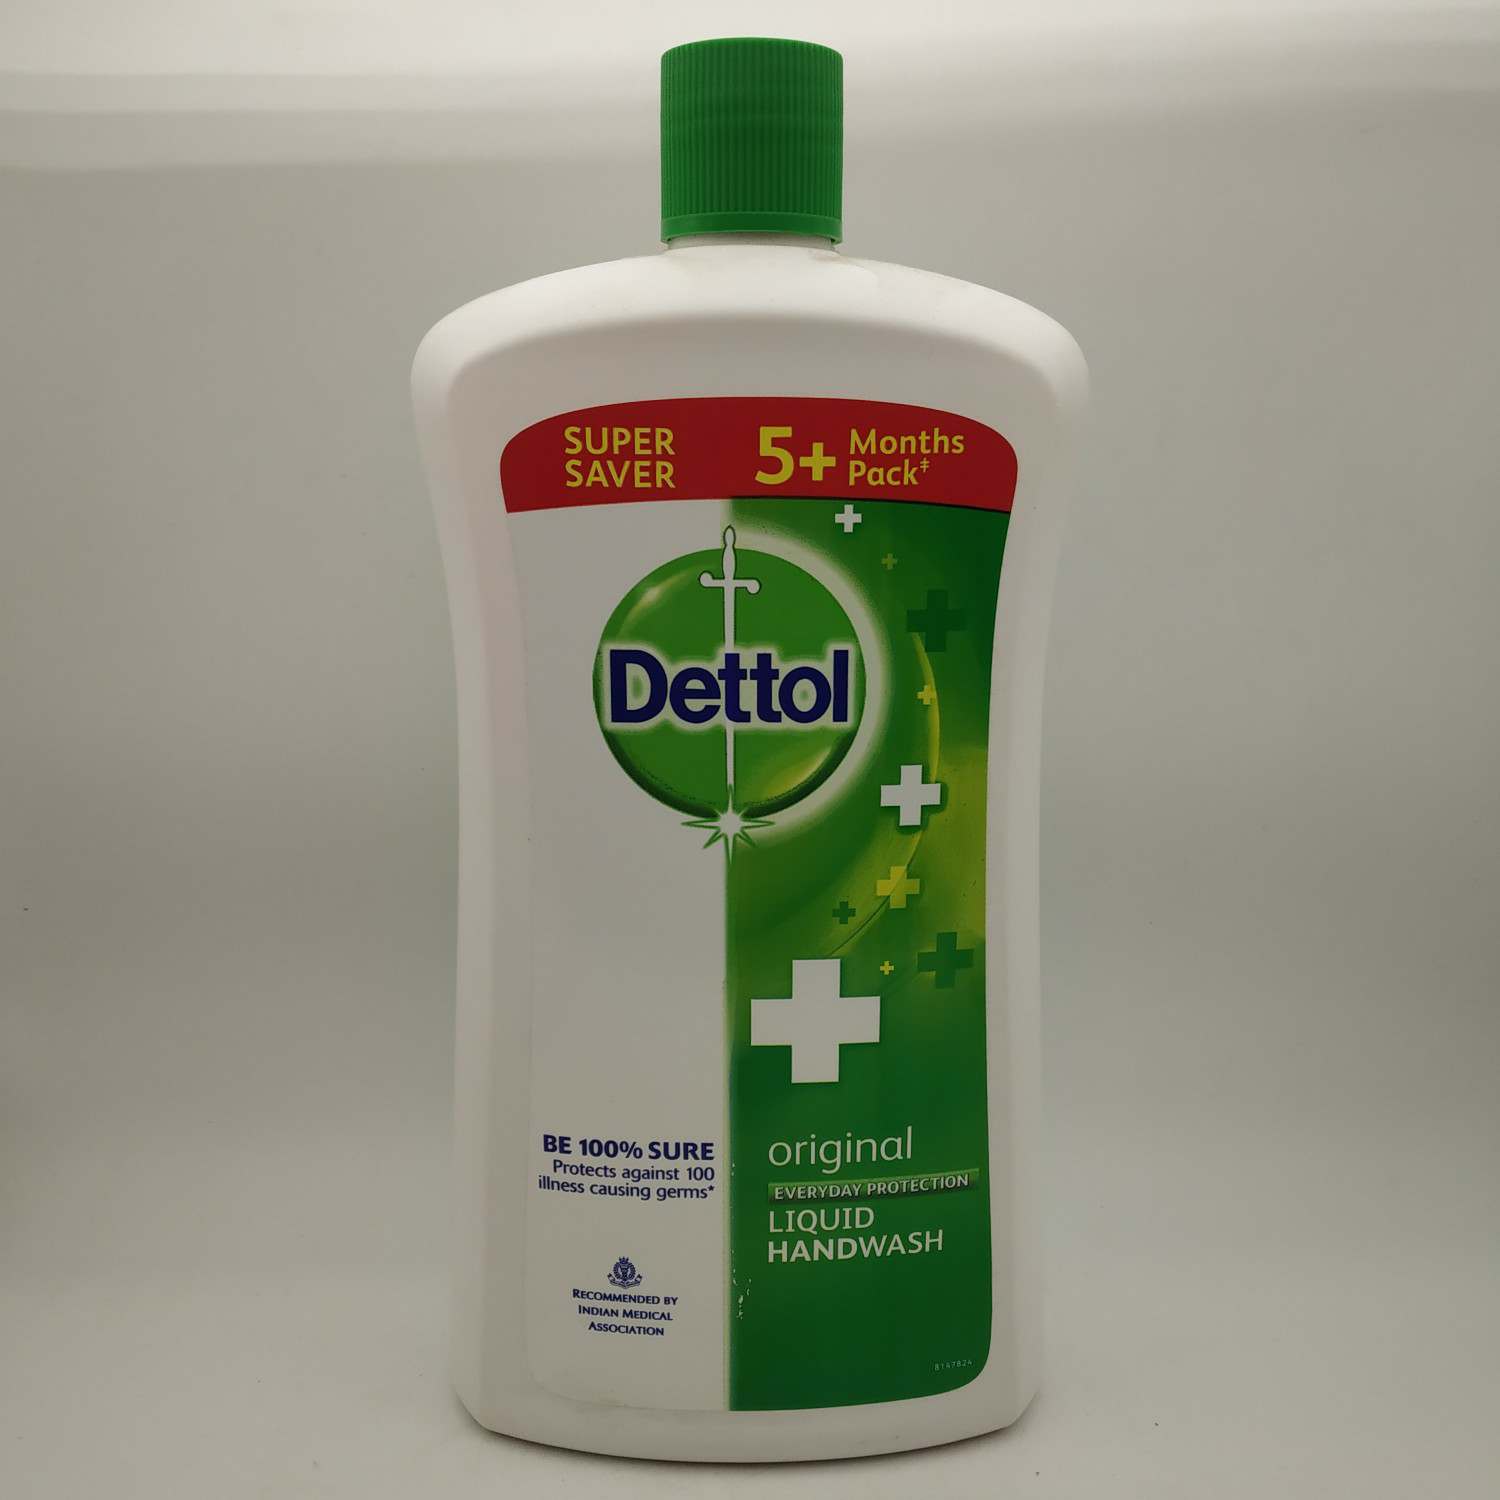 SUPER
SAVER
5+ Months
Pack‡
Dettol
BE 100% SURE
Protects against 100
illness causing germs*
RECOMMENDED BY
INDIAN MEDICAL
ASSOCIATION
original
EVERYDAY PROTECTION
LIQUID
HANDWASH
8147824